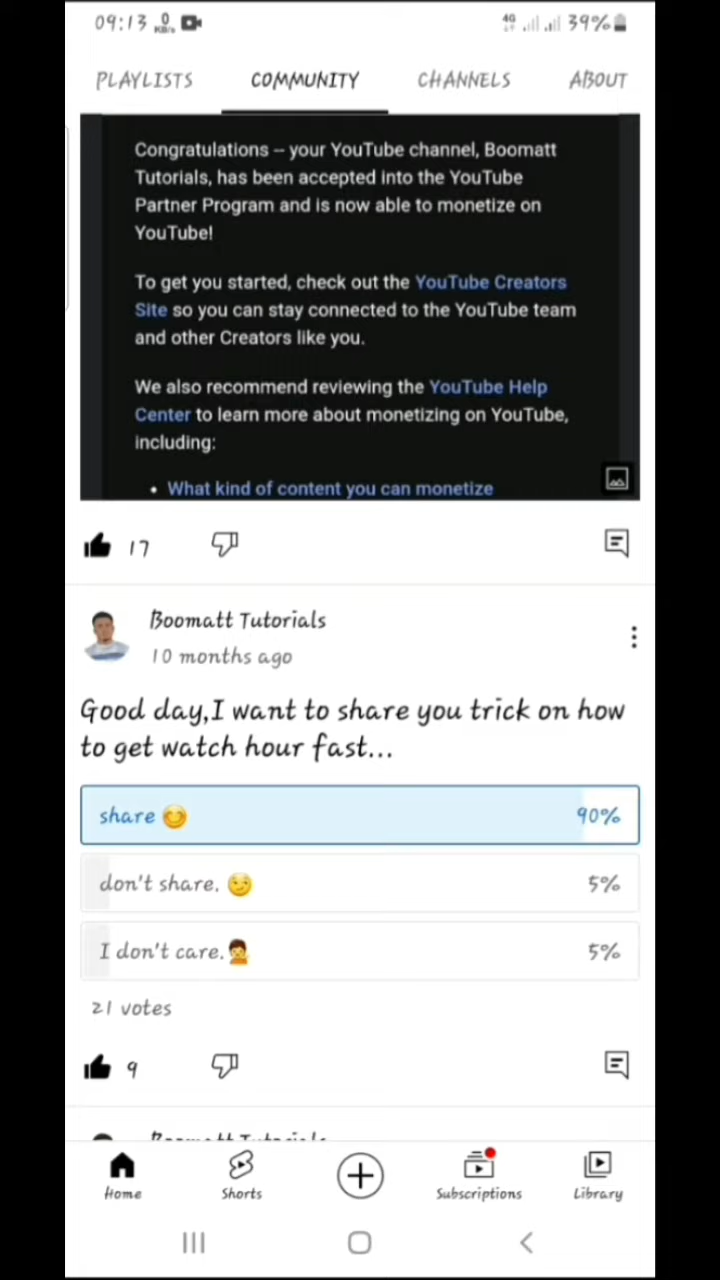 09:13 0 KB/s 4G 39%
PLAYLISTS COMMUNITY CHANNELS ABOUT
Congratulations – your YouTube channel, Boomatt
Tutorials, has been accepted into the YouTube
Partner Program and is now able to monetize on
YouTube!
To get you started, check out the YouTube Creators
Site so you can stay connected to the YouTube team
and other Creators like you.
We also recommend reviewing the YouTube Help
Center to learn more about monetizing on YouTube,
including:
• What kind of content you can monetize
17
Boomatt Tutorials
10 months ago
Good day,I want to share you trick on how
to get watch hour fast...
share 😊 90%
don't share. 😏 5%
I don't care.🙍 5%
21 votes
9
Boomatt Tutorials
Home Shorts Subscriptions Library